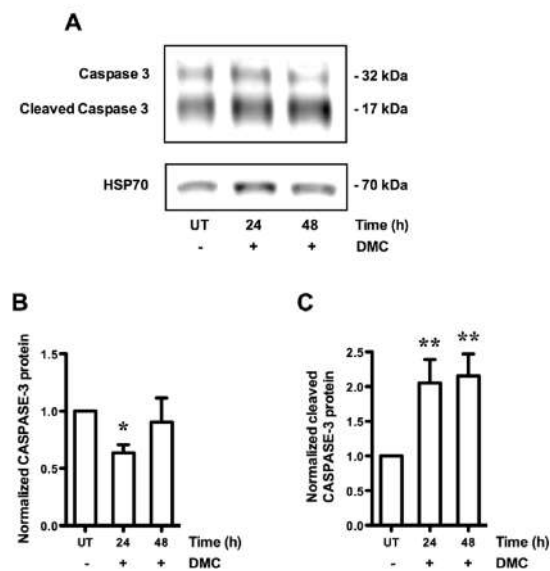 A
Caspase 3
- 32 kDa
Cleaved Caspase 3
- 17 kDa
HSP70
- 70 kDa
UT 24 48 Time (h)
- + + DMC
B
Normalized CASPASE-3 protein
1.5
1.0
0.5
0.0
*
UT 24 48 Time (h)
- + + DMC
C
Normalized cleaved
CASPASE-3 protein
2.5
2.0
1.5
1.0
0.5
0.0
** **
UT 24 48 Time (h)
- + + DMC